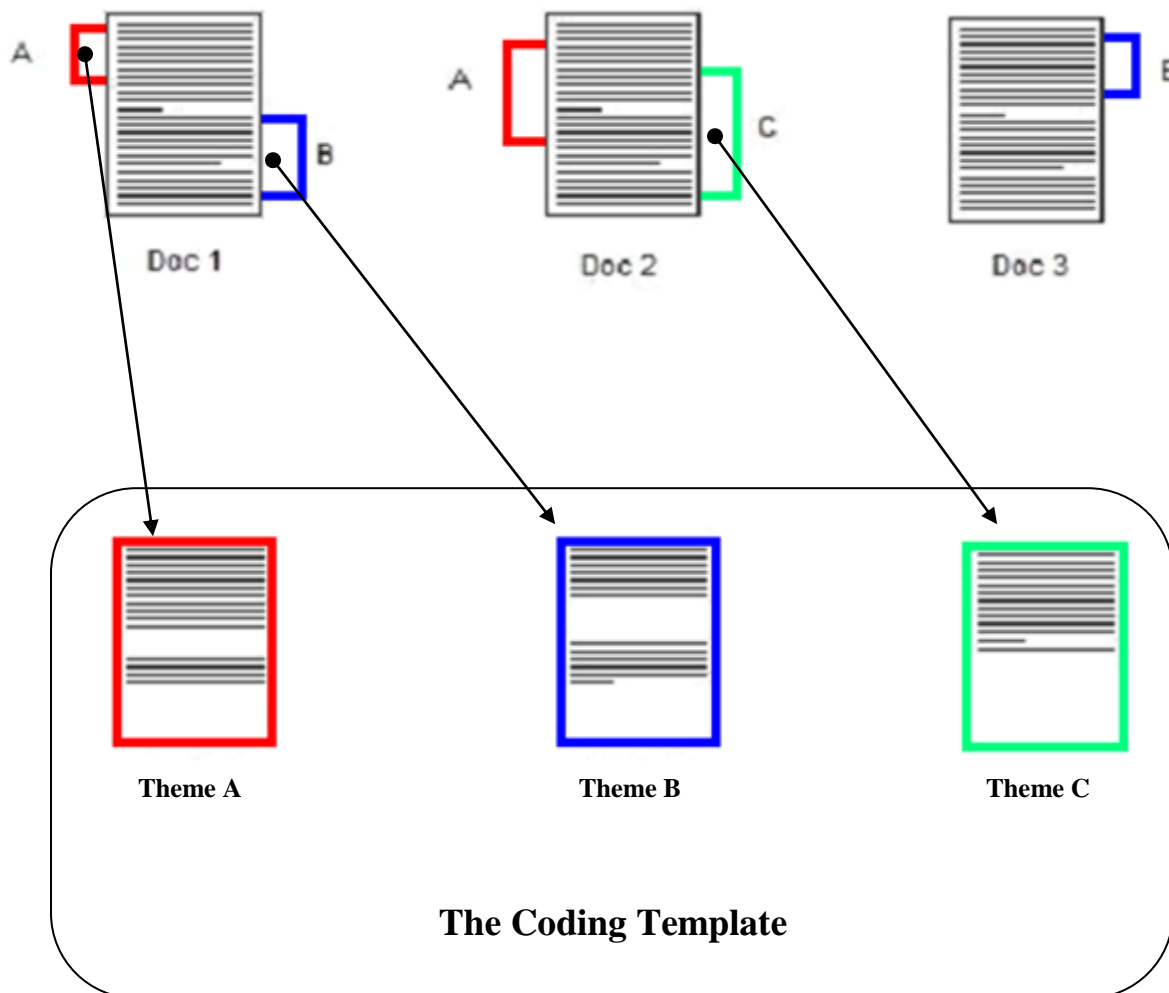 A
B
Doc 1
A
C
Doc 2
Doc 3
Theme A
Theme B
Theme C
The Coding Template